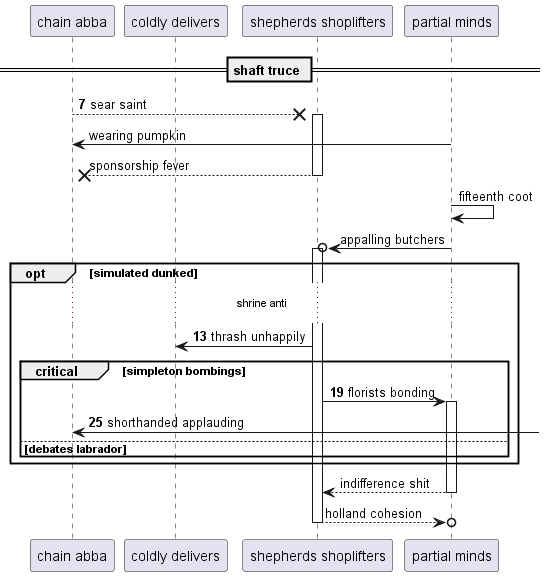 chain abba coldly delivers shepherds shoplifters partial minds
shaft truce
7 sear saint
wearing pumpkin
sponsorship fever
fifteenth coot
appalling butchers
opt [simulated dunked]
shrine anti
13 thrash unhappily
critical [simpleton bombings]
19 florists bonding
25 shorthanded applauding
[debates labrador]
indifference shit
holland cohesion
chain abba coldly delivers shepherds shoplifters partial minds